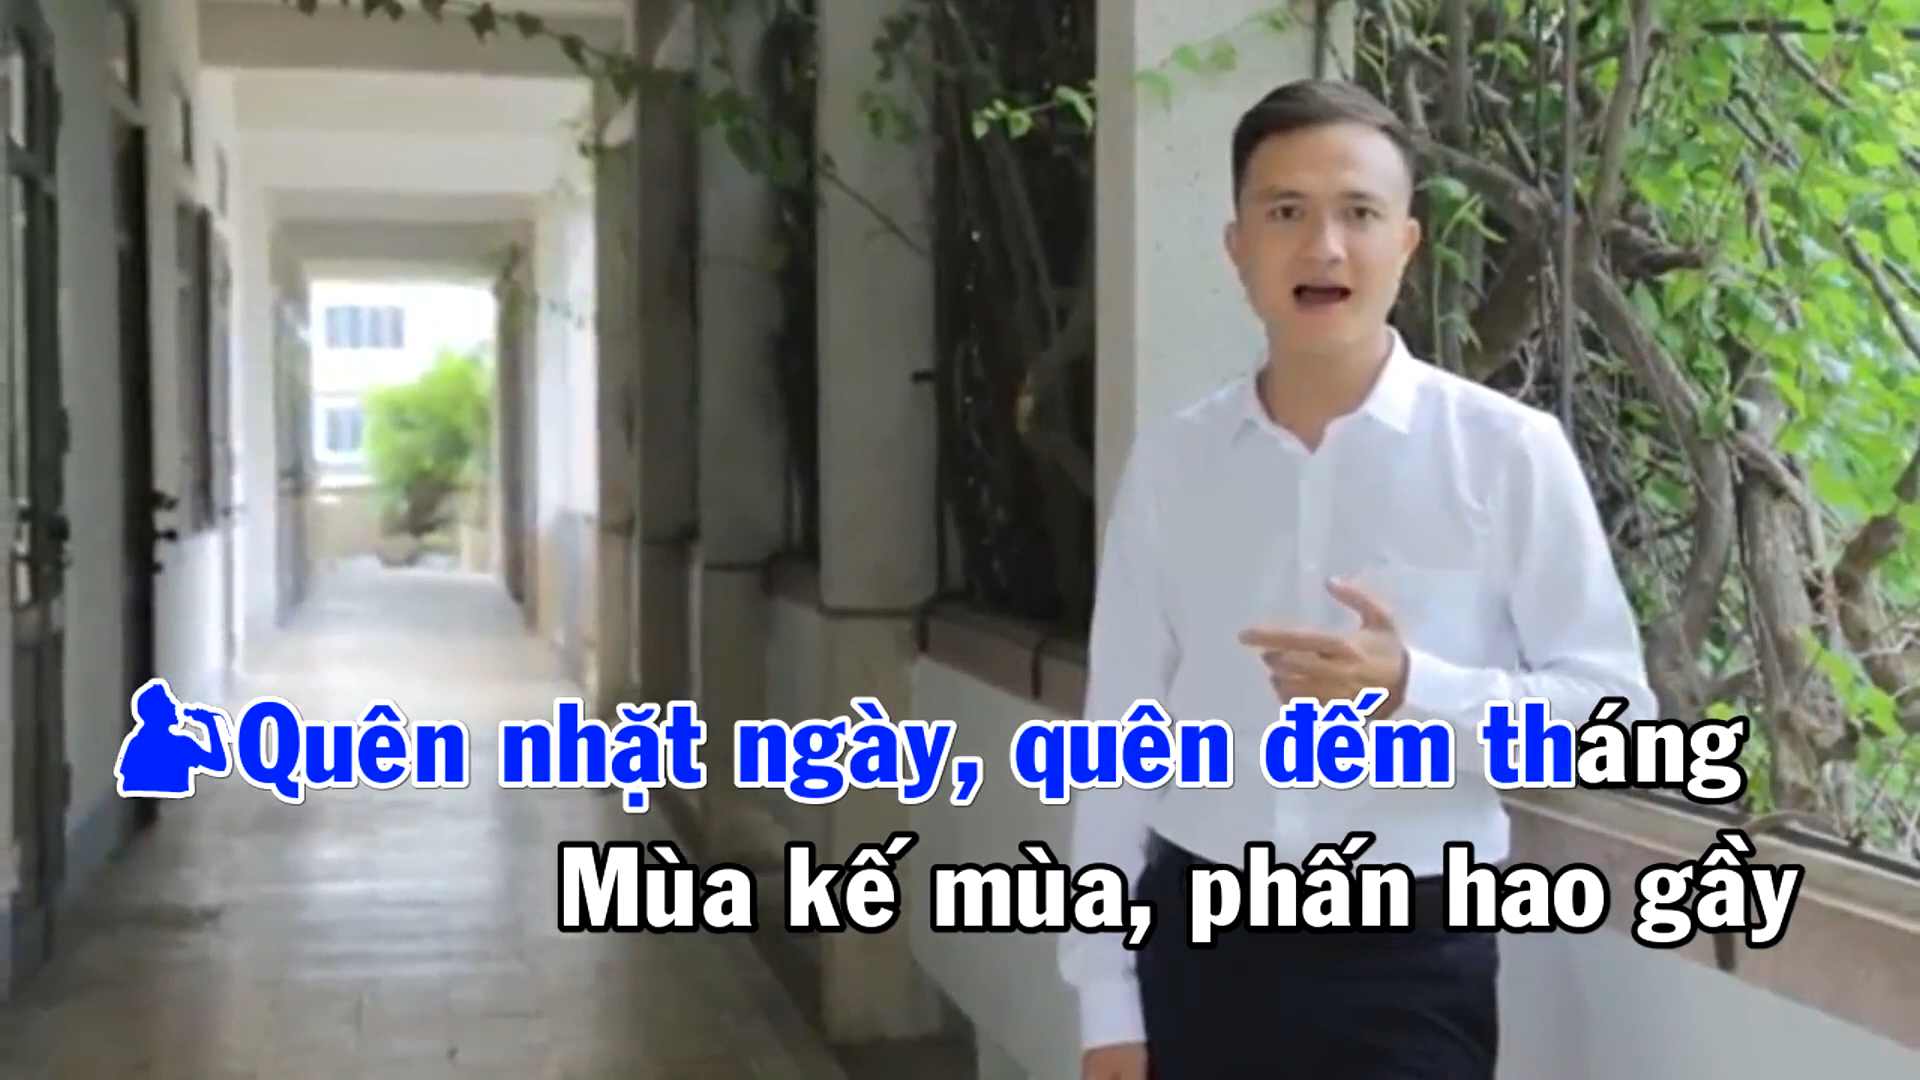 Quên nhặt ngày, quên đếm tháng
Mùa kế mùa, phấn hao gầy